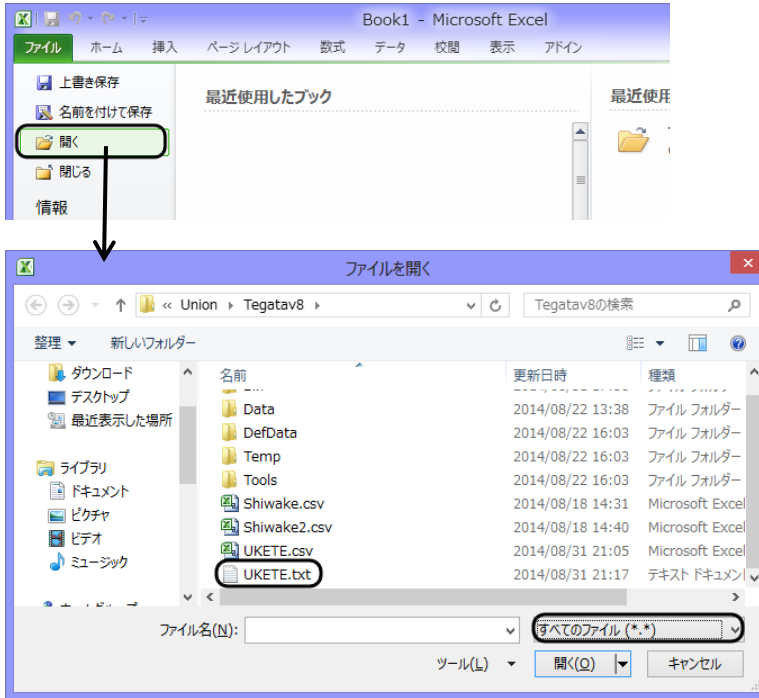 Book1 - Microsoft Excel
ファイル ホーム 挿入 ページ レイアウト 数式 データ 校閲 表示 アドイン
上書き保存
名前を付けて保存
開く
閉じる
情報
最近使用したブック
最近使用
ファイルを開く
« Union Tegatav8
Tegatav8の検索
整理 新しいフォルダー
ダウンロード
デスクトップ
最近表示した場所
ライブラリ
ドキュメント
ピクチャ
ビデオ
ミュージック
名前 更新日時 種類
Data 2014/08/22 13:38 ファイル フォルダー
DefData 2014/08/22 16:03 ファイル フォルダー
Temp 2014/08/22 16:03 ファイル フォルダー
Tools 2014/08/22 16:03 ファイル フォルダー
Shiwake.csv 2014/08/18 14:31 Microsoft Excel
Shiwake2.csv 2014/08/18 14:40 Microsoft Excel
UKETE.csv 2014/08/31 21:05 Microsoft Excel
UKETE.txt 2014/08/31 21:17 テキスト ドキュメン
ファイル名(N):
すべてのファイル (*.*)
ツール(L) 開く(O) キャンセル